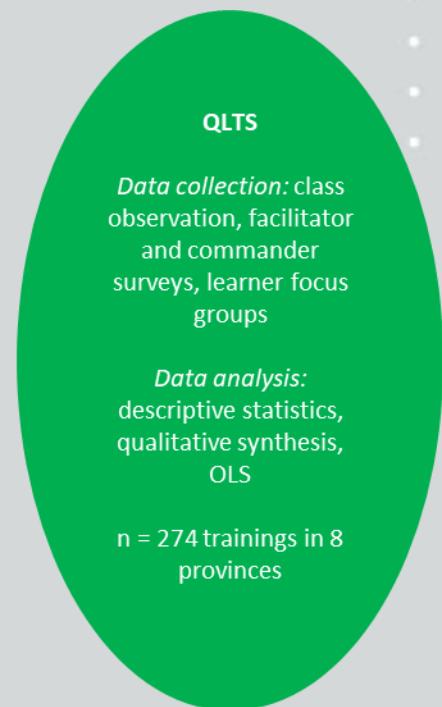 QLTS
Data collection: class
observation, facilitator
and commander
surveys, learner focus
groups
Data analysis:
descriptive statistics,
qualitative synthesis,
OLS
n = 274 trainings in 8
provinces